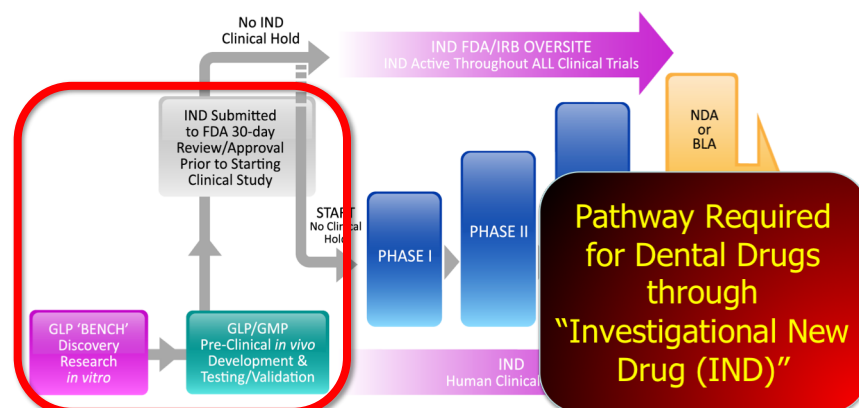 No IND
Clinical Hold
IND FDA/IRB OVERSITE
IND Active Throughout ALL Clinical Trials
IND Submitted
to FDA 30-day
Review/Approval
Prior to Starting
Clinical Study
NDA
or
BLA
START
No Clinical
Hold
PHASE I
PHASE II
Pathway Required
for Dental Drugs
through
“Investigational New
Drug (IND)”
GLP ‘BENCH’
Discovery
Research
in vitro
GLP/GMP
Pre-Clinical in vivo
Development &
Testing/Validation
IND
Human Clinical